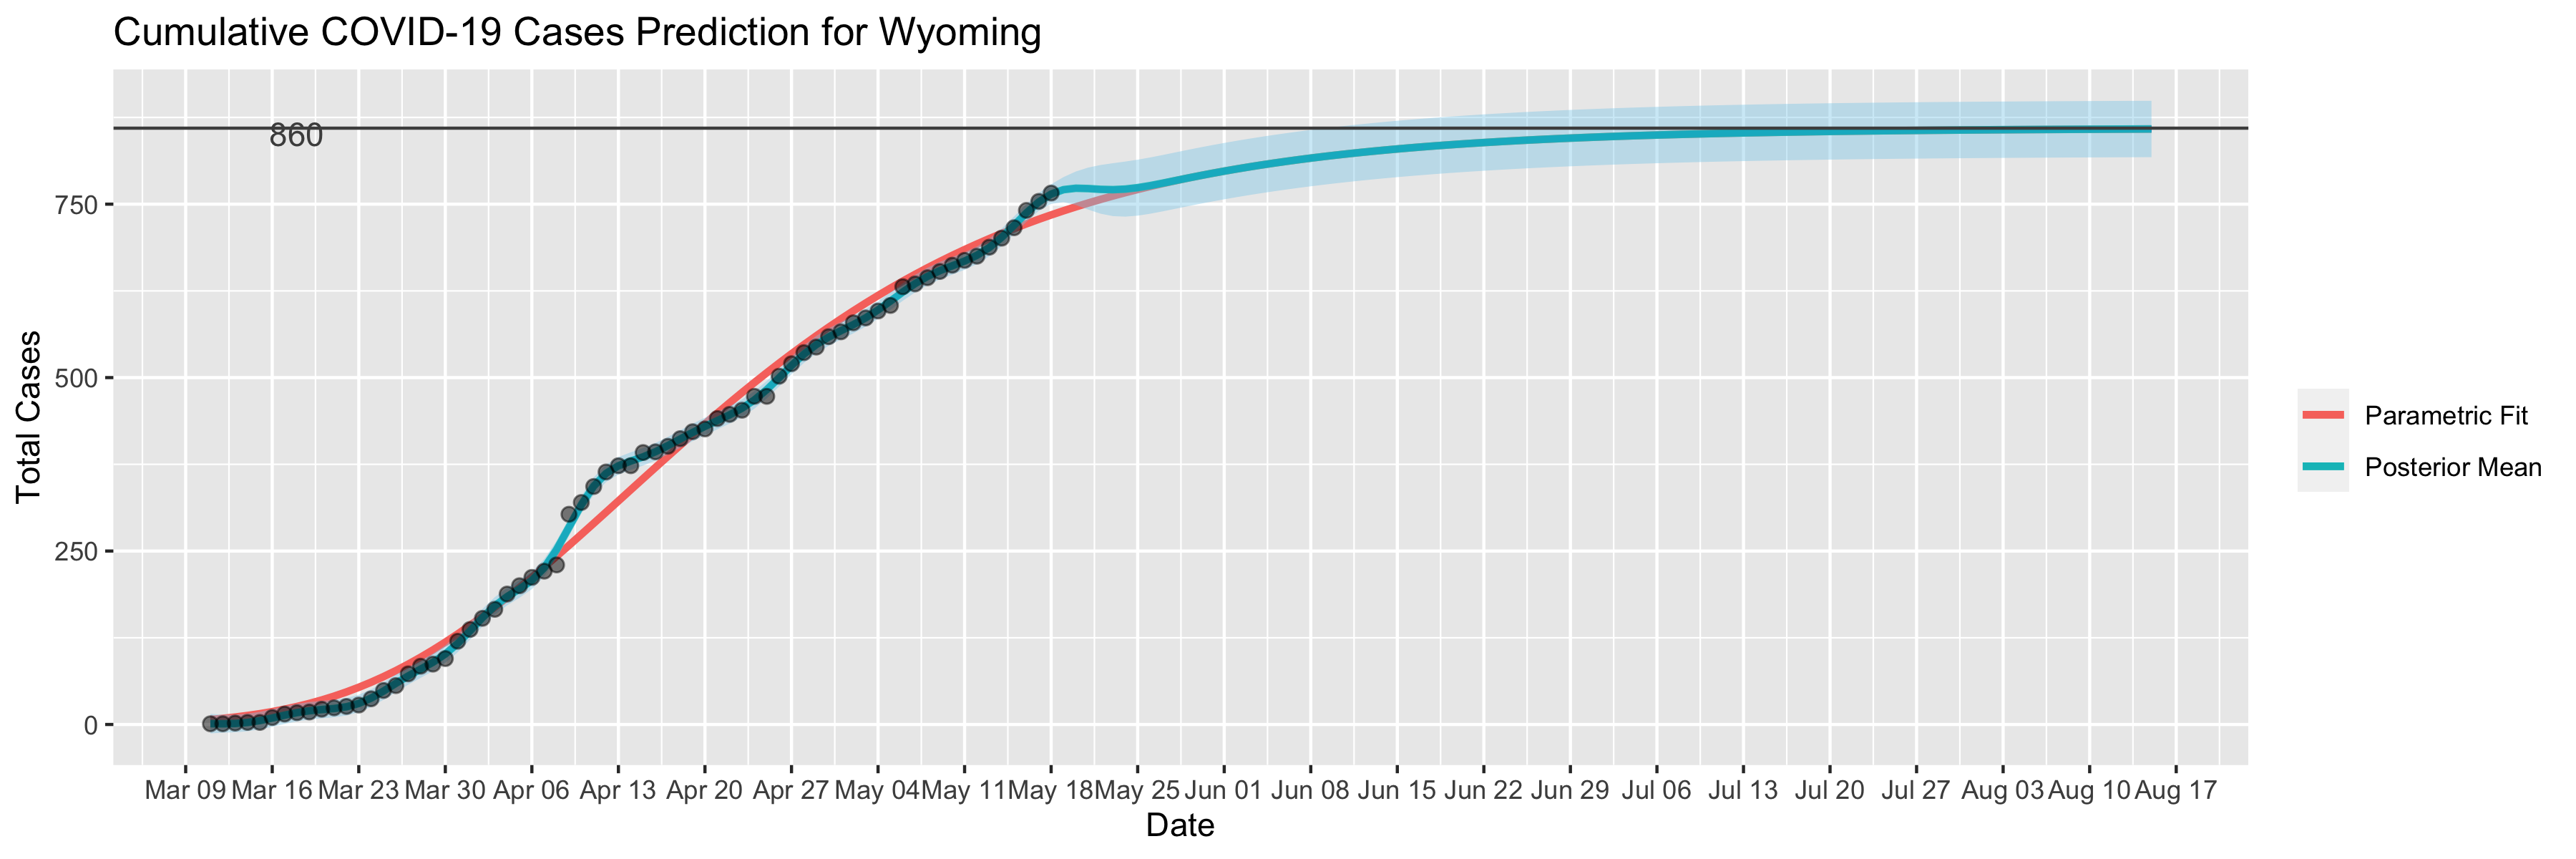 Cumulative COVID-19 Cases Prediction for Wyoming
860
750
500
250
0
Total Cases
Mar 09 Mar 16 Mar 23 Mar 30 Apr 06 Apr 13 Apr 20 Apr 27 May 04 May 11 May 18 May 25 Jun 01 Jun 08 Jun 15 Jun 22 Jun 29 Jul 06 Jul 13 Jul 20 Jul 27 Aug 03 Aug 10 Aug 17
Date
Parametric Fit
Posterior Mean